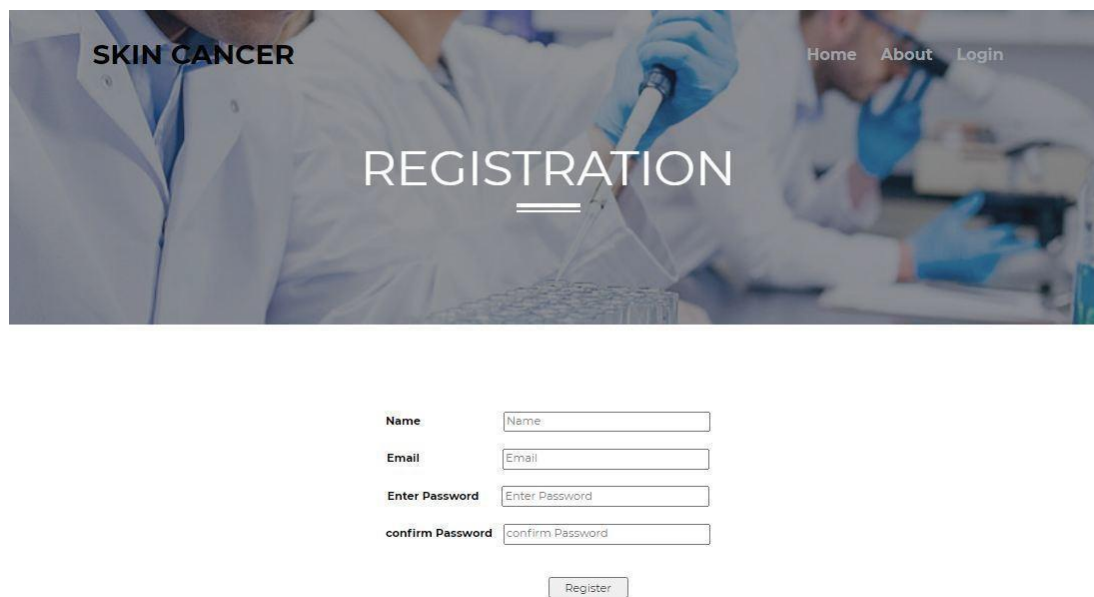 SKIN CANCER
Home About Login
REGISTRATION
Name Name
Email Email
Enter Password Enter Password
confirm Password confirm Password
Register